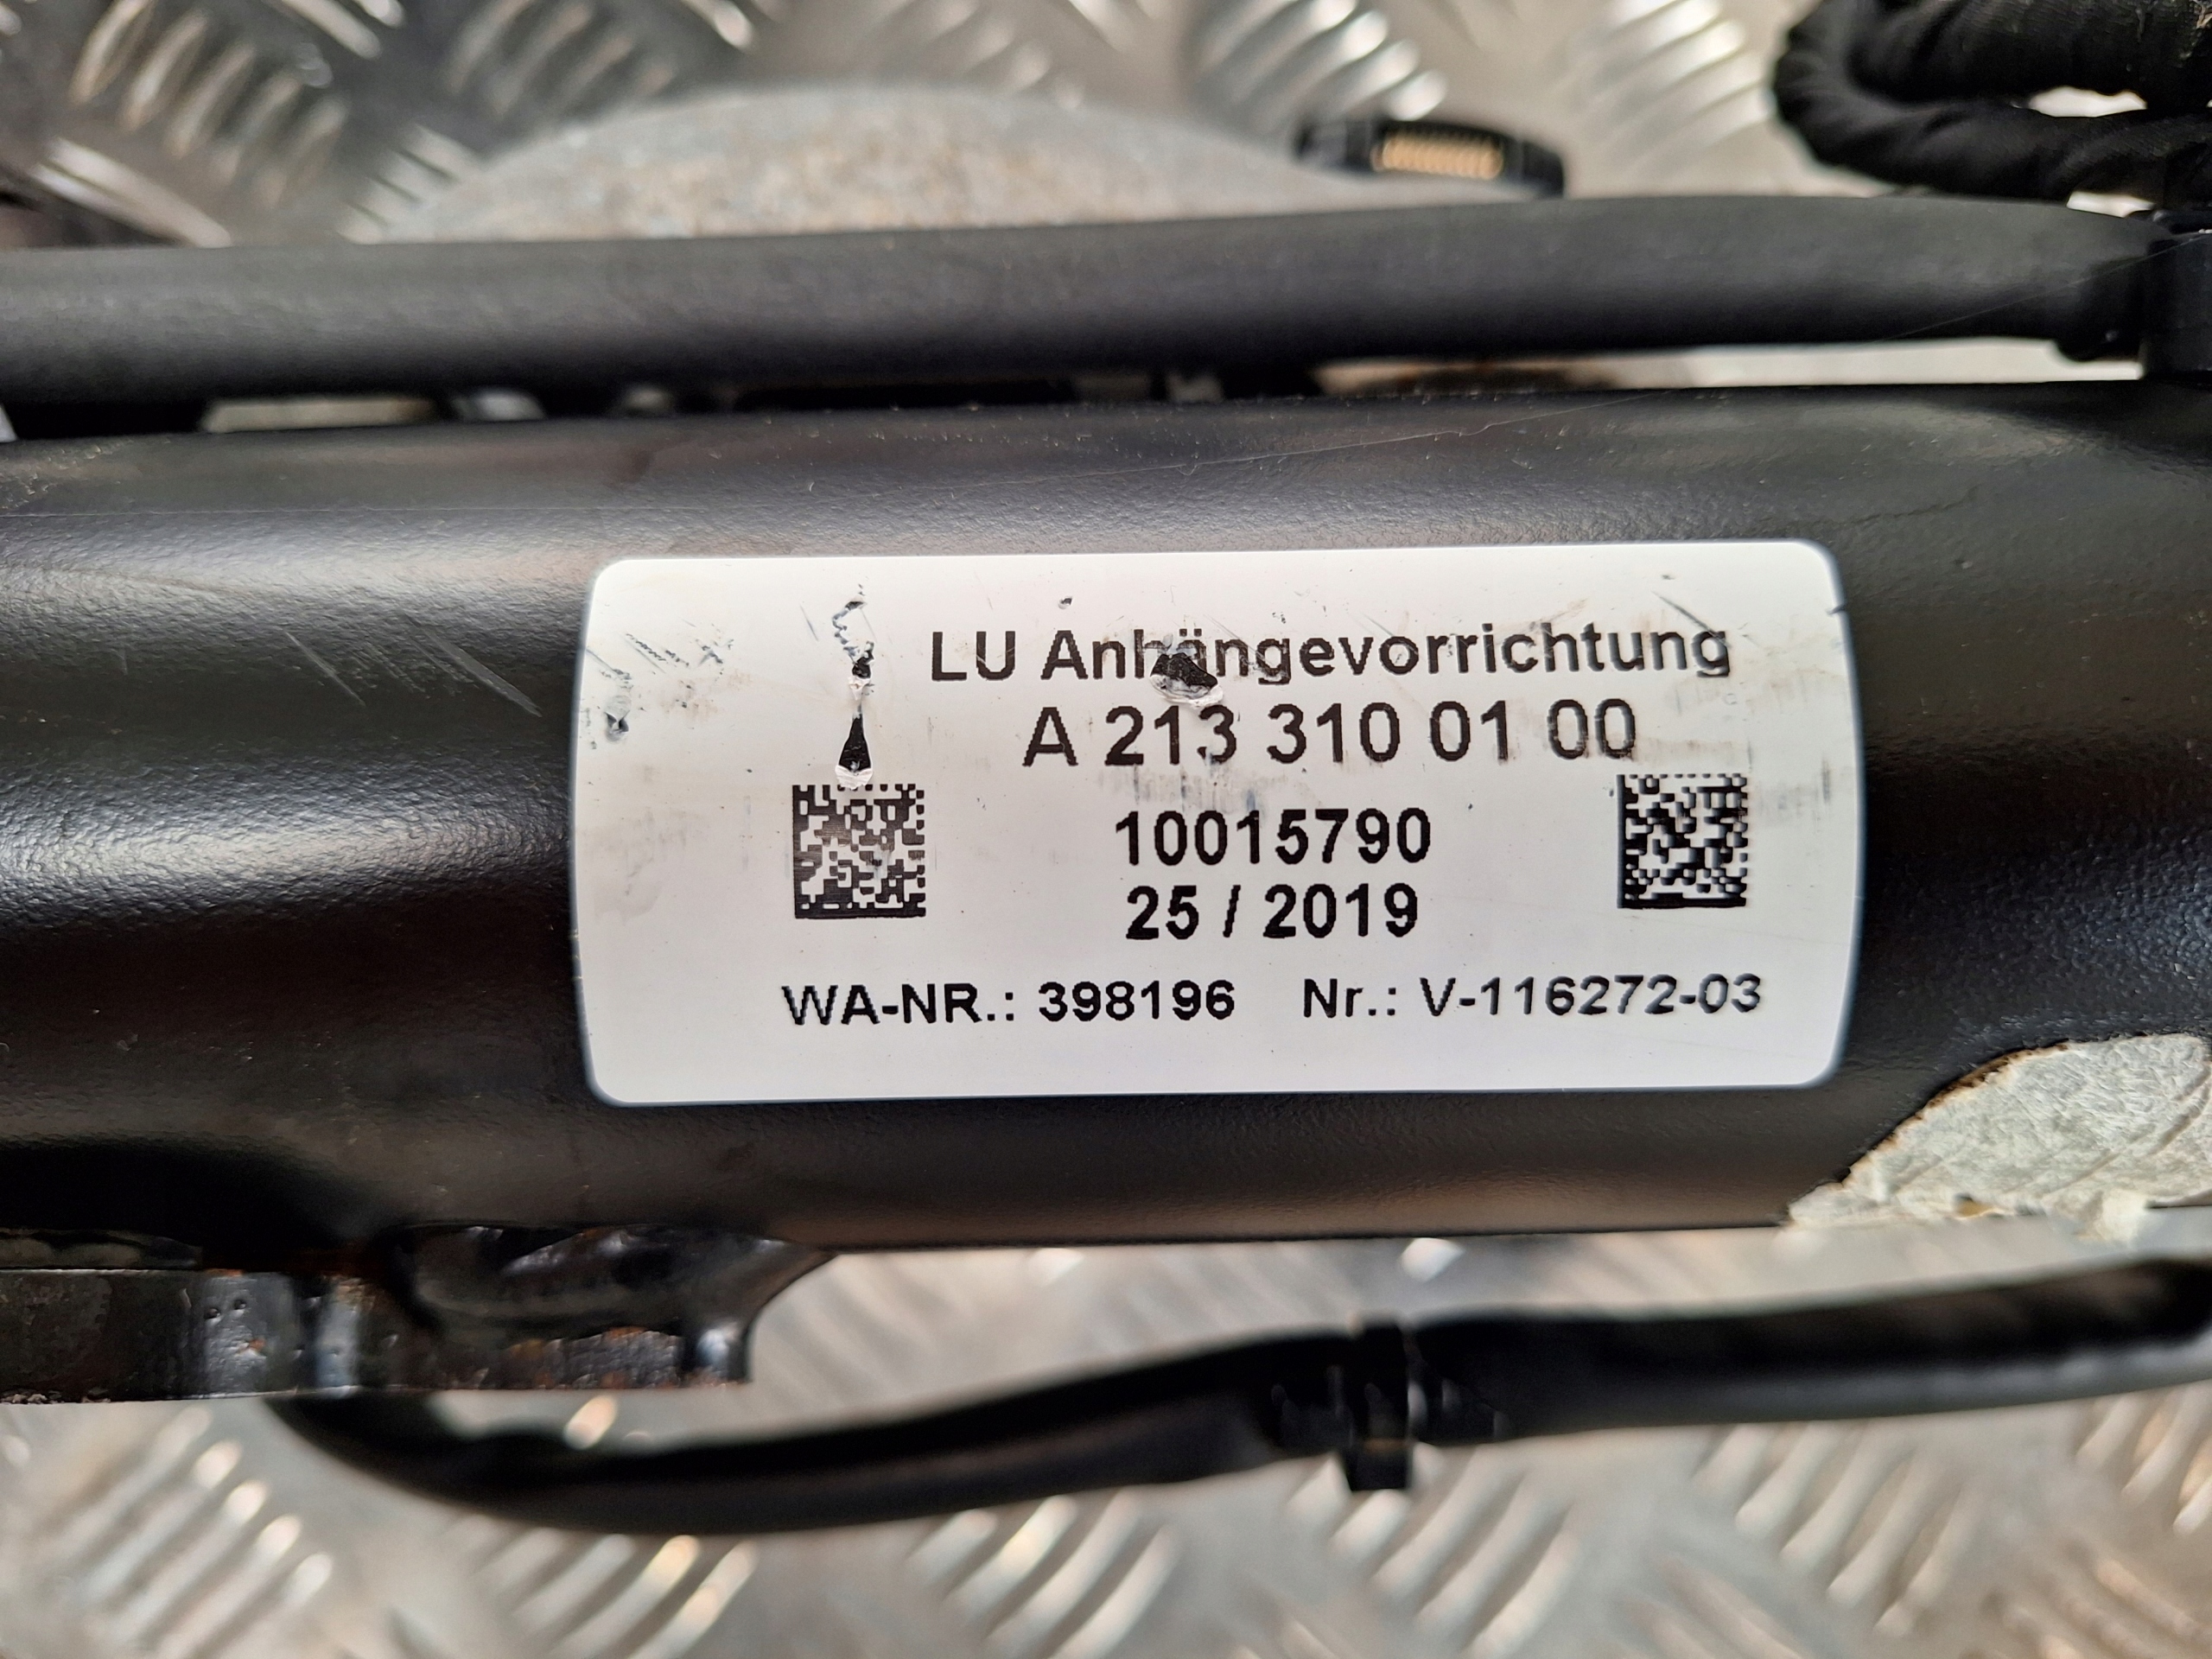 LU Anhängevorrichtung
A 213 310 01 00
10015790
25 / 2019
WA-NR.: 398196 Nr.: V-116272-03